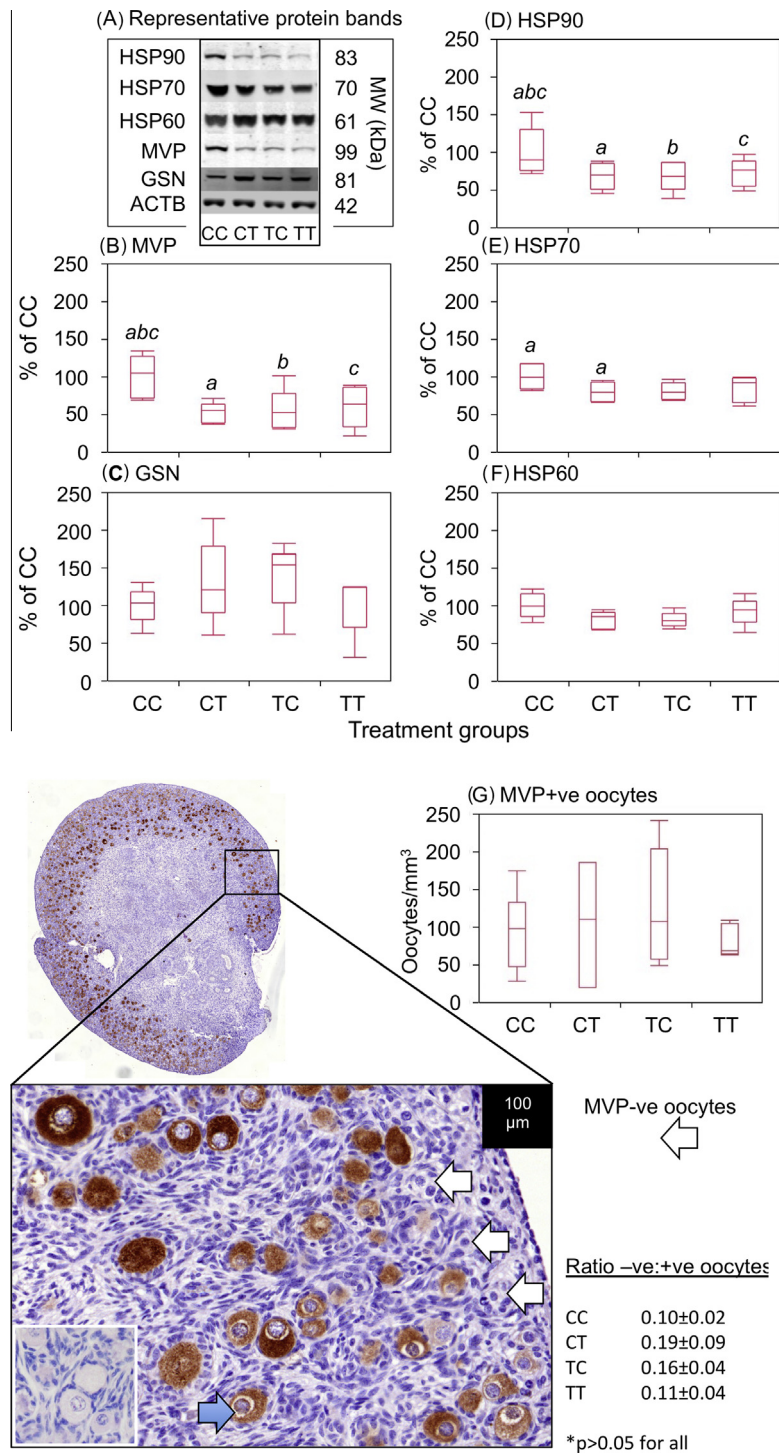 (A) Representative protein bands
HSP90 83
HSP70 70
HSP60 61
MVP 99
GSN 81
ACTB 42
MW (kDa)
CC CT TC TT
(B) MVP
% of CC
250
200
150
100
50
0
abc
a
b
c
(C) GSN
% of CC
250
200
150
100
50
0
CC CT TC TT
(D) HSP90
% of CC
250
200
150
100
50
0
abc
a
b
c
(E) HSP70
% of CC
250
200
150
100
50
0
a
a
(F) HSP60
% of CC
250
200
150
100
50
0
CC CT TC TT
Treatment groups
(G) MVP+ve oocytes
Oocytes/mm³
250
200
150
100
50
0
CC CT TC TT
100
µm
MVP-ve oocytes
Ratio –ve:+ve oocytes
CC 0.10±0.02
CT 0.19±0.09
TC 0.16±0.04
TT 0.11±0.04
*p>0.05 for all